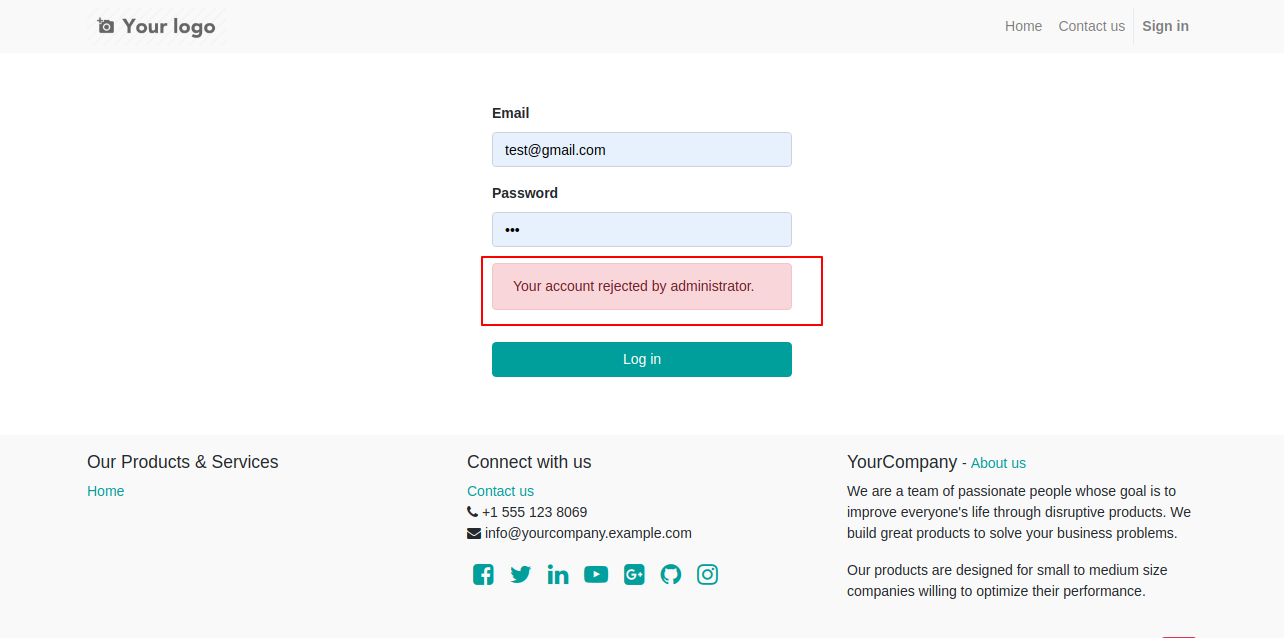 Your logo
Home Contact us Sign in
Email
test@gmail.com
Password
•••
Your account rejected by administrator.
Log in
Our Products & Services
Home
Connect with us
Contact us
+1 555 123 8069
info@yourcompany.example.com
YourCompany - About us
We are a team of passionate people whose goal is to
improve everyone's life through disruptive products. We
build great products to solve your business problems.
Our products are designed for small to medium size
companies willing to optimize their performance.